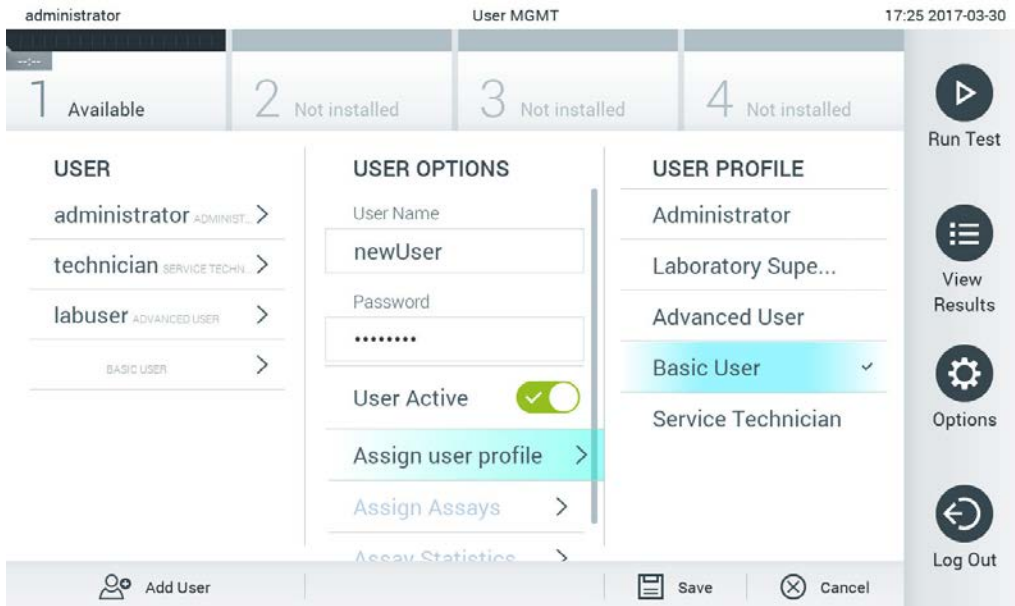 administrator
User MGMT
17:25 2017-03-30
--:--
1 Available
2 Not installed
3 Not installed
4 Not installed
USER
administrator ADMINIST...
technician SERVICE TECHN...
labuser ADVANCED USER
BASIC USER
USER OPTIONS
User Name
newUser
Password
••••••••
User Active
Assign user profile
Assign Assays
Assay Statistics
USER PROFILE
Administrator
Laboratory Supe...
Advanced User
Basic User
Service Technician
Run Test
View
Results
Options
Log Out
Add User
Save
Cancel